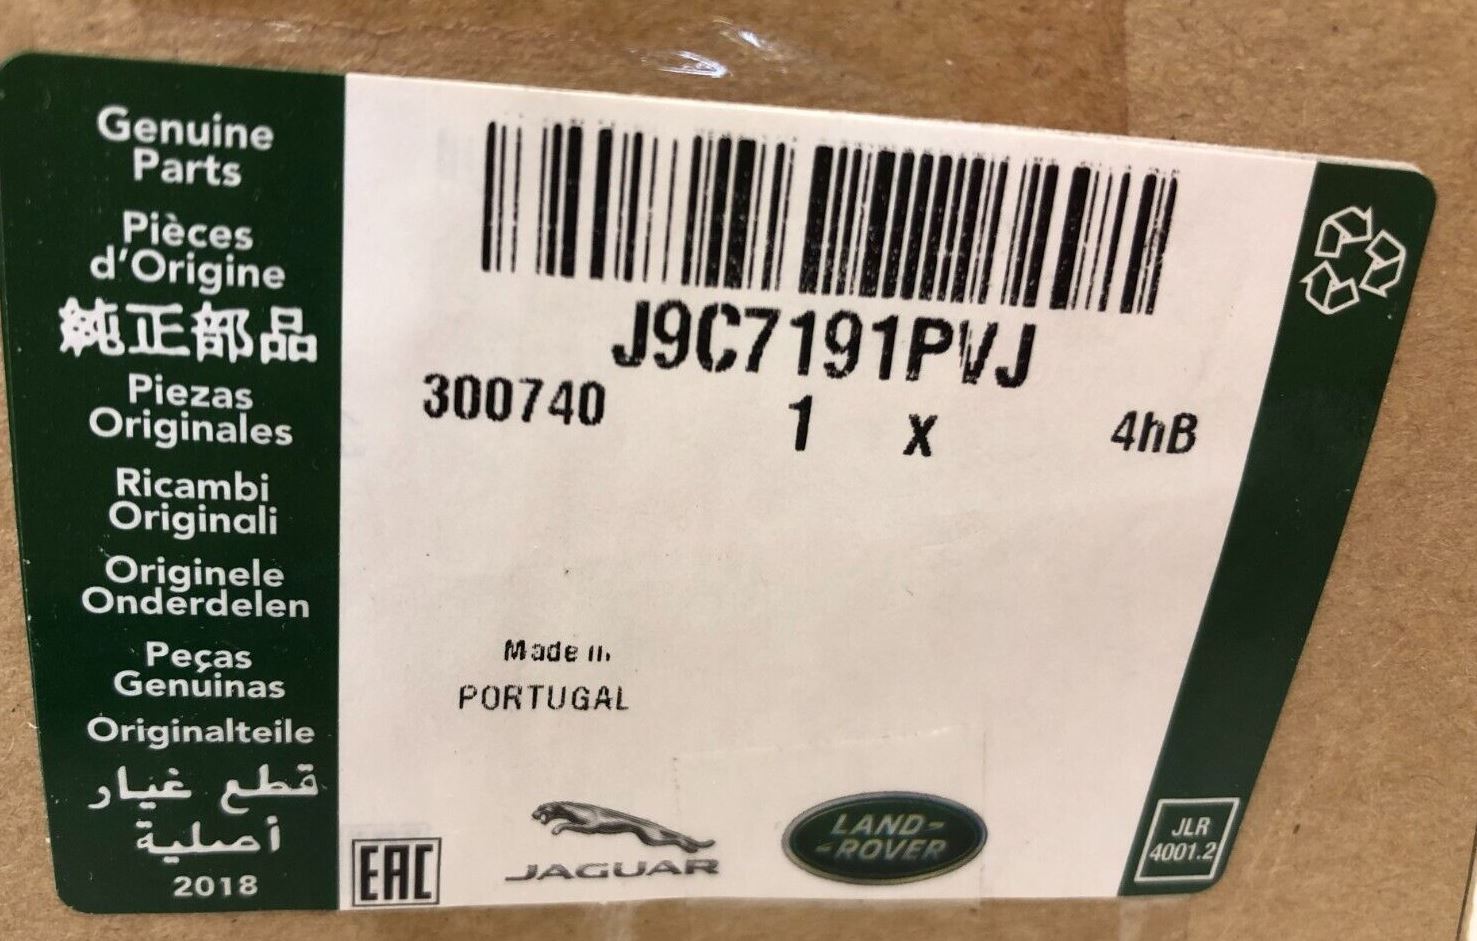 Genuine
Parts
Pièces
d'Origine
純正部品
Piezas
Originales
Ricambi
Originali
Originele
Onderdelen
Peças
Genuinas
Originalteile
قطع غيار
أصلية
2018
J9C7191PVJ
300740 1 x 4hB
Made in
PORTUGAL
EAC
JAGUAR
LAND-
-ROVER
JLR
4001.2